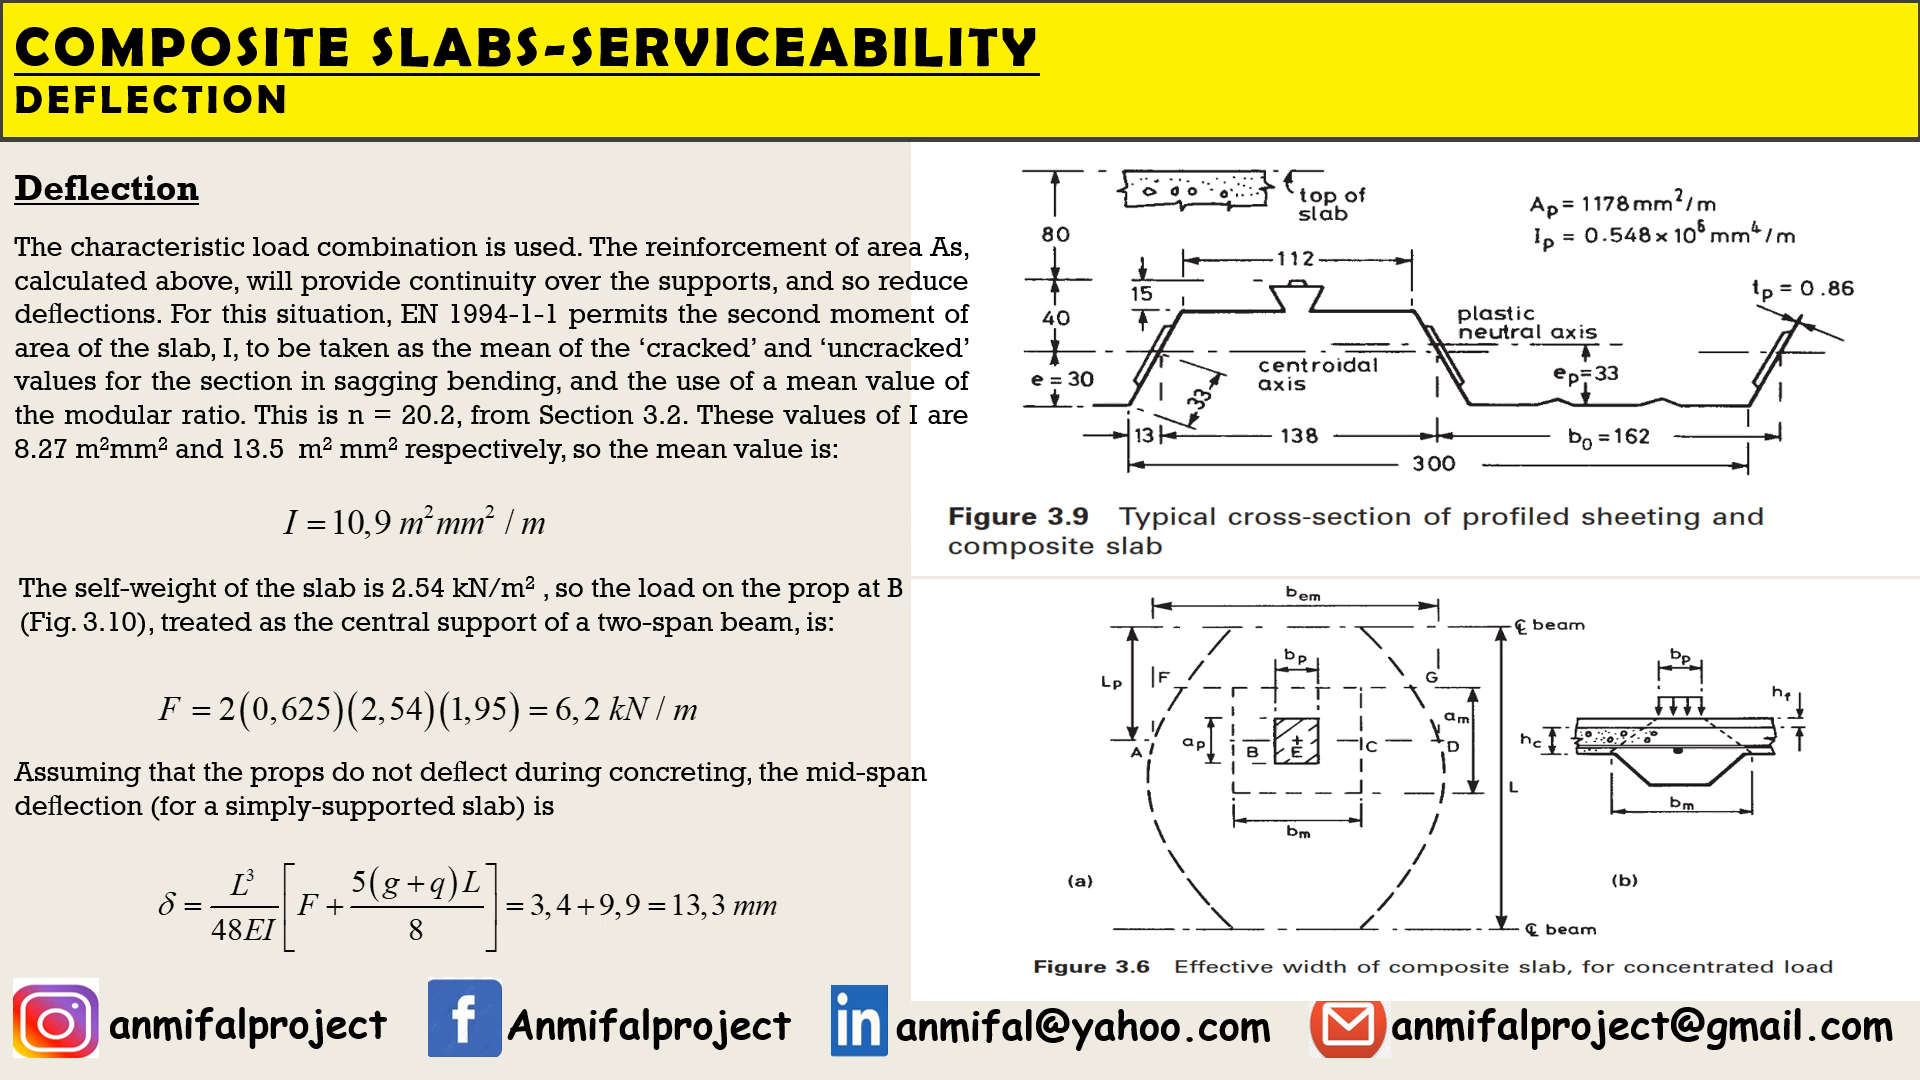 COMPOSITE SLABS-SERVICEABILITY
DEFLECTION
Deflection
The characteristic load combination is used. The reinforcement of area As,
calculated above, will provide continuity over the supports, and so reduce
deflections. For this situation, EN 1994-1-1 permits the second moment of
area of the slab, I, to be taken as the mean of the ‘cracked’ and ‘uncracked’
values for the section in sagging bending, and the use of a mean value of
the modular ratio. This is n = 20.2, from Section 3.2. These values of I are
8.27 m²mm² and 13.5 m² mm² respectively, so the mean value is:
I = 10,9 m²mm² / m
The self-weight of the slab is 2.54 kN/m² , so the load on the prop at B
(Fig. 3.10), treated as the central support of a two-span beam, is:
F = 2(0,625)(2,54)(1,95) = 6,2 kN / m
Assuming that the props do not deflect during concreting, the mid-span
deflection (for a simply-supported slab) is
δ = L³/48EI [F + 5(g+q)L/8] = 3,4+9,9 = 13,3 mm
top of
slab
Ap = 1178 mm²/m
Ip = 0.548 x 10⁶ mm⁴/m
80
112
15
tp = 0.86
40
plastic
neutral axis
centroidal
axis
e = 30
33
ep=33
13
138
bo =162
300
Figure 3.9 Typical cross-section of profiled sheeting and
composite slab
bem
℄ beam
bp
Lp
F
G
am
ap
A
B
E
C
D
L
bm
(a)
℄ beam
bp
hf
hc
bm
(b)
Figure 3.6 Effective width of composite slab, for concentrated load
anmifalproject
f
Anmifalproject
in
anmifal@yahoo.com
anmifalproject@gmail.com